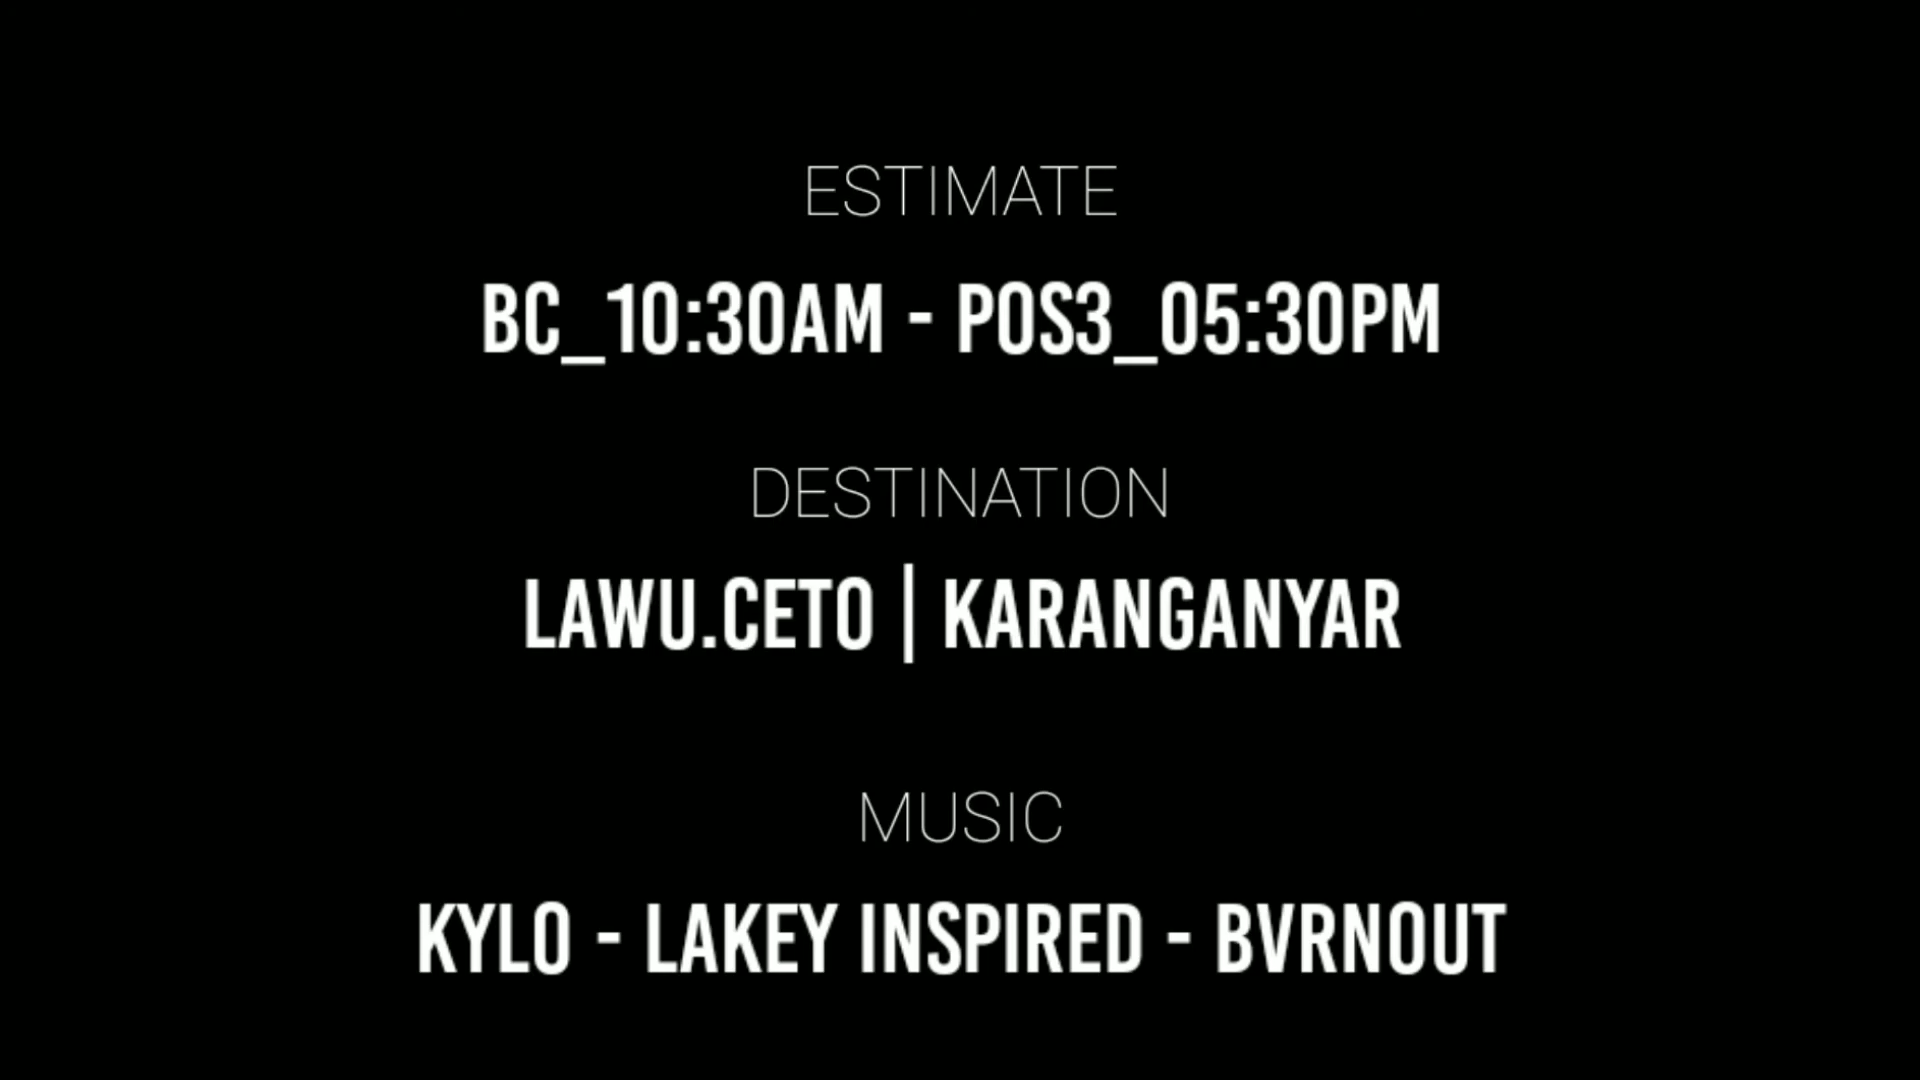 ESTIMATE
BC_10:30AM - POS3_05:30PM
DESTINATION
LAWU.CETO | KARANGANYAR
MUSIC
KYLO - LAKEY INSPIRED - BVRNOUT